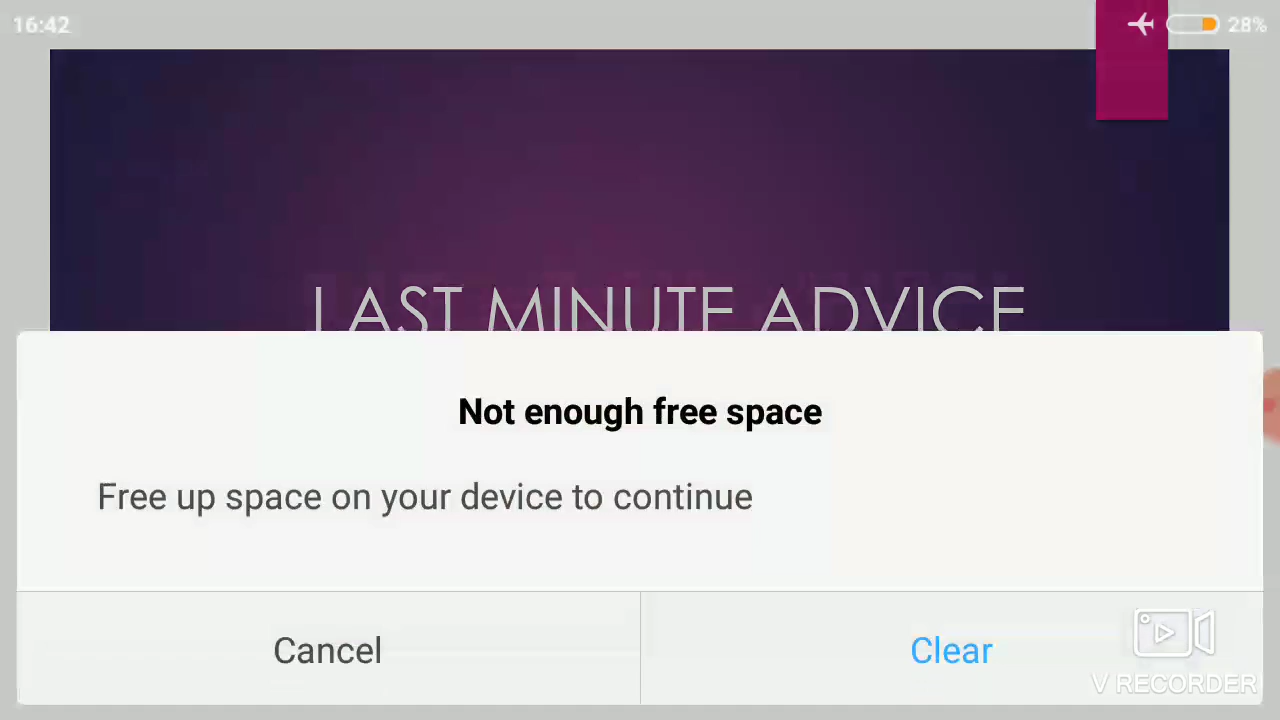 16:42
28%
LAST MINUTE ADVICE
Not enough free space
Free up space on your device to continue
Cancel
Clear
V RECORDER